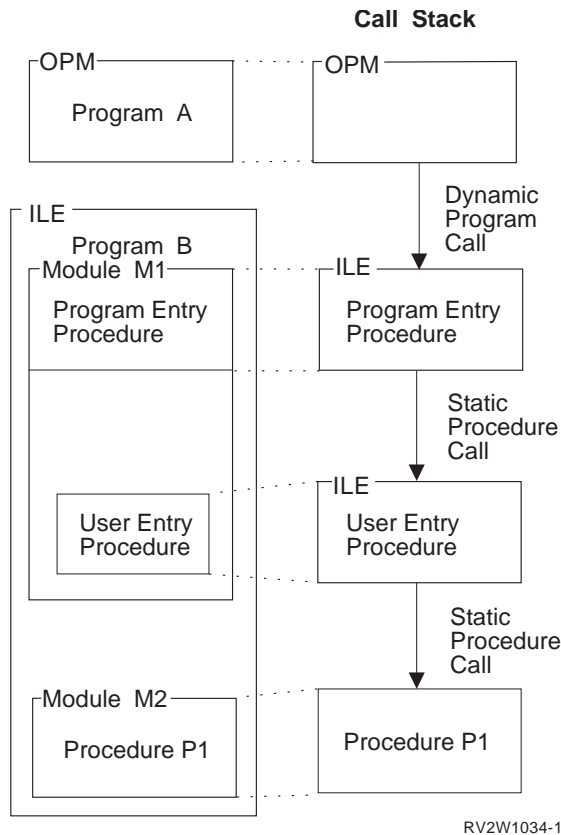 Call Stack
OPM
OPM
Program A
Dynamic
Program
Call
ILE
Program B
Module M1
ILE
Program Entry
Procedure
Program Entry
Procedure
Static
Procedure
Call
ILE
User Entry
Procedure
User Entry
Procedure
Static
Procedure
Call
Module M2
Procedure P1
Procedure P1
RV2W1034-1